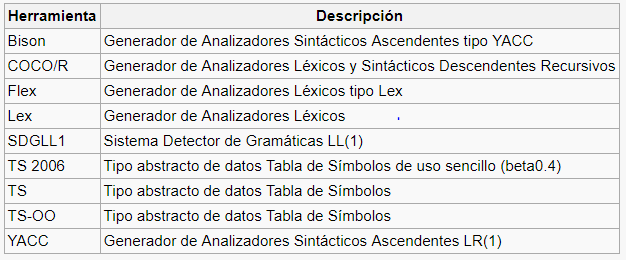 Herramienta Descripción
Bison Generador de Analizadores Sintácticos Ascendentes tipo YACC
COCO/R Generador de Analizadores Léxicos y Sintácticos Descendentes Recursivos
Flex Generador de Analizadores Léxicos tipo Lex
Lex Generador de Analizadores Léxicos
SDGLL1 Sistema Detector de Gramáticas LL(1)
TS 2006 Tipo abstracto de datos Tabla de Símbolos de uso sencillo (beta0.4)
TS Tipo abstracto de datos Tabla de Símbolos
TS-OO Tipo abstracto de datos Tabla de Símbolos
YACC Generador de Analizadores Sintácticos Ascendentes LR(1)